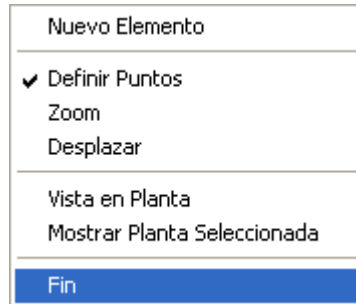 Nuevo Elemento
Definir Puntos
Zoom
Desplazar
Vista en Planta
Mostrar Planta Seleccionada
Fin